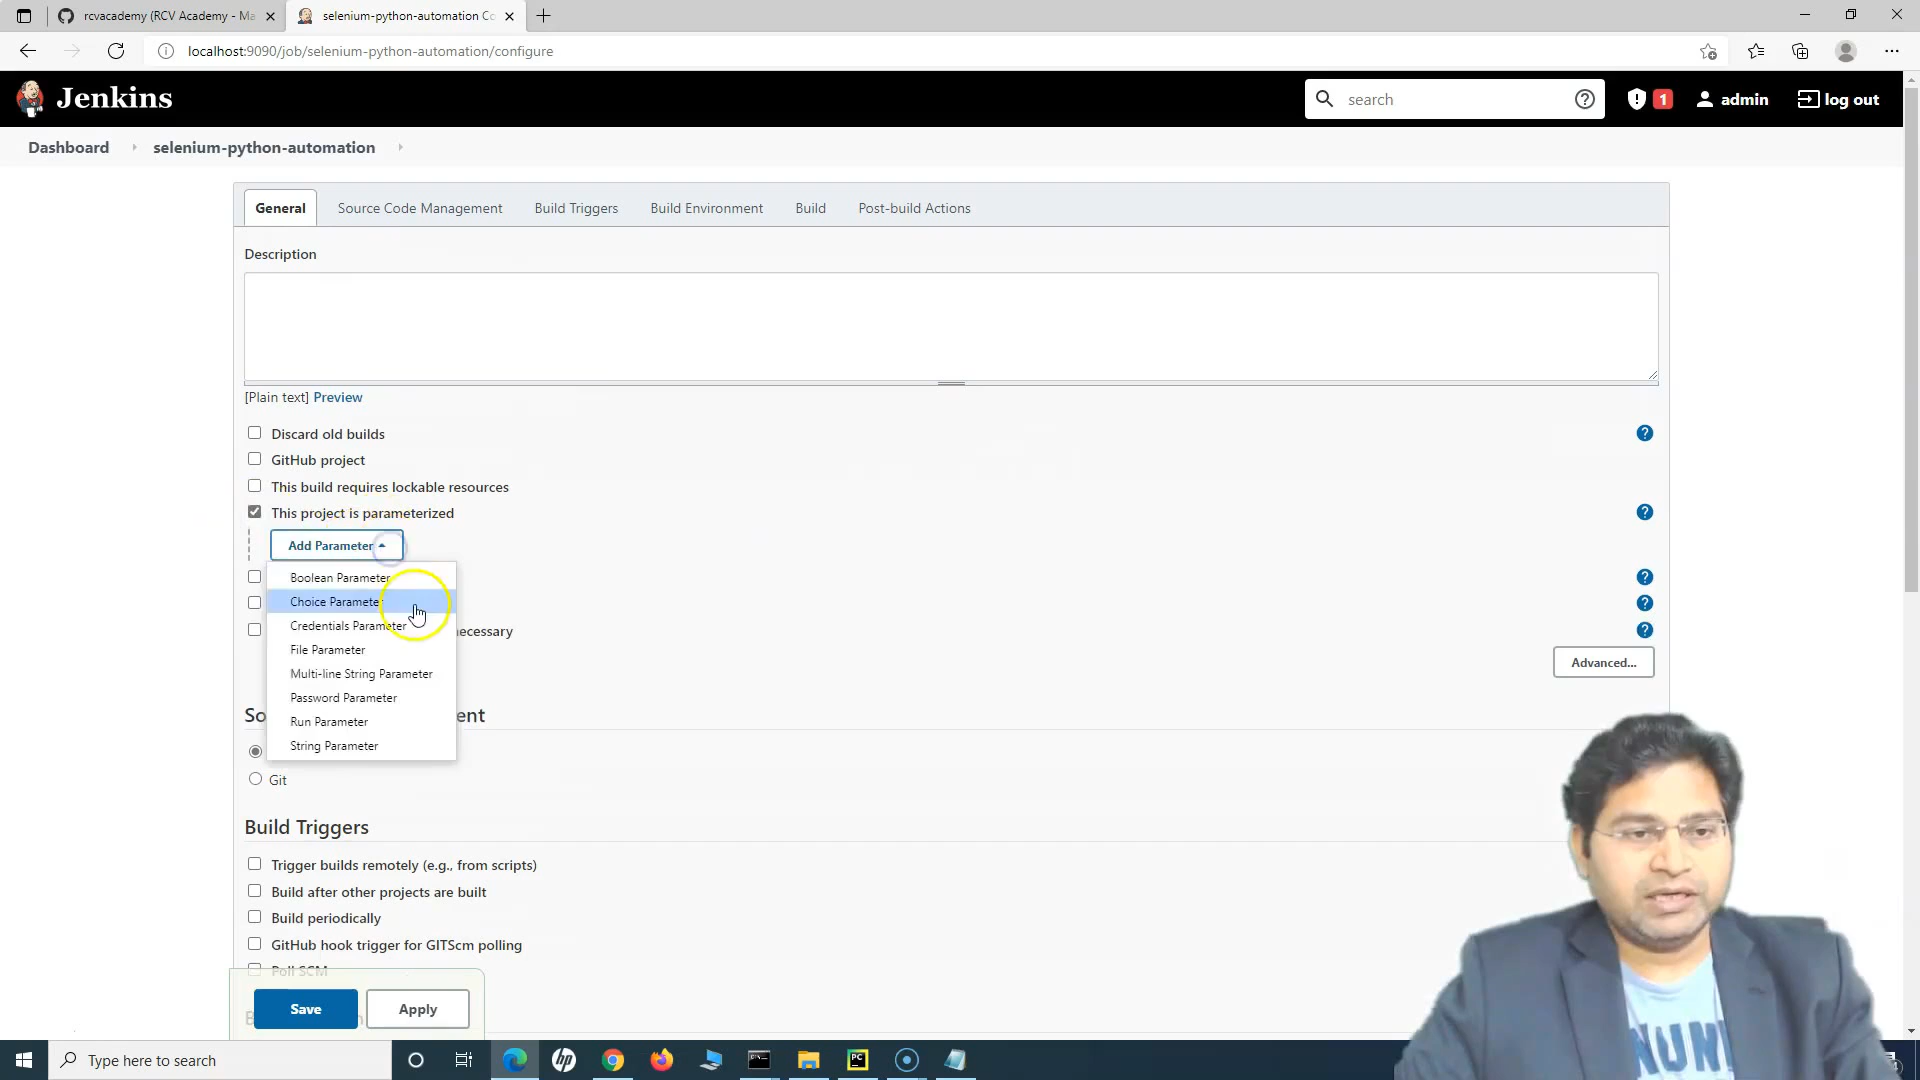 rcvacademy (RCV Academy - Ma
selenium-python-automation Co
localhost:9090/job/selenium-python-automation/configure
Jenkins
search
1
admin
log out
Dashboard
selenium-python-automation
General
Source Code Management
Build Triggers
Build Environment
Build
Post-build Actions
Description
[Plain text] Preview
Discard old builds
GitHub project
This build requires lockable resources
This project is parameterized
Add Parameter
Boolean Parameter
Choice Parameter
Credentials Parameter
necessary
File Parameter
Advanced...
Multi-line String Parameter
Password Parameter
So
ent
Run Parameter
String Parameter
Git
Build Triggers
Trigger builds remotely (e.g., from scripts)
Build after other projects are built
Build periodically
GitHub hook trigger for GITScm polling
Poll SCM
Save
Apply
Type here to search